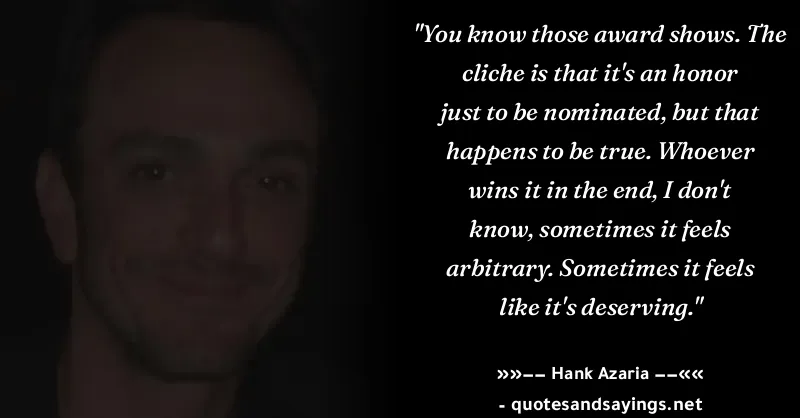 "You know those award shows. The
cliche is that it's an honor
just to be nominated, but that
happens to be true. Whoever
wins it in the end, I don't
know, sometimes it feels
arbitrary. Sometimes it feels
like it's deserving."
»»−− Hank Azaria −−««
- quotesandsayings.net